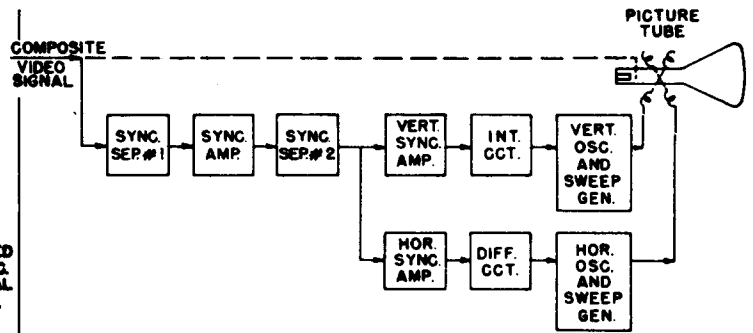 PICTURE
TUBE
COMPOSITE
VIDEO
SIGNAL
SYNC.
SEP.#1
SYNC.
AMP.
SYNC.
SEP.#2
VERT.
SYNC.
AMP.
INT.
CCT.
VERT.
OSC.
AND
SWEEP
GEN.
HOR.
SYNC.
AMP.
DIFF.
CCT.
HOR.
OSC.
AND
SWEEP
GEN.